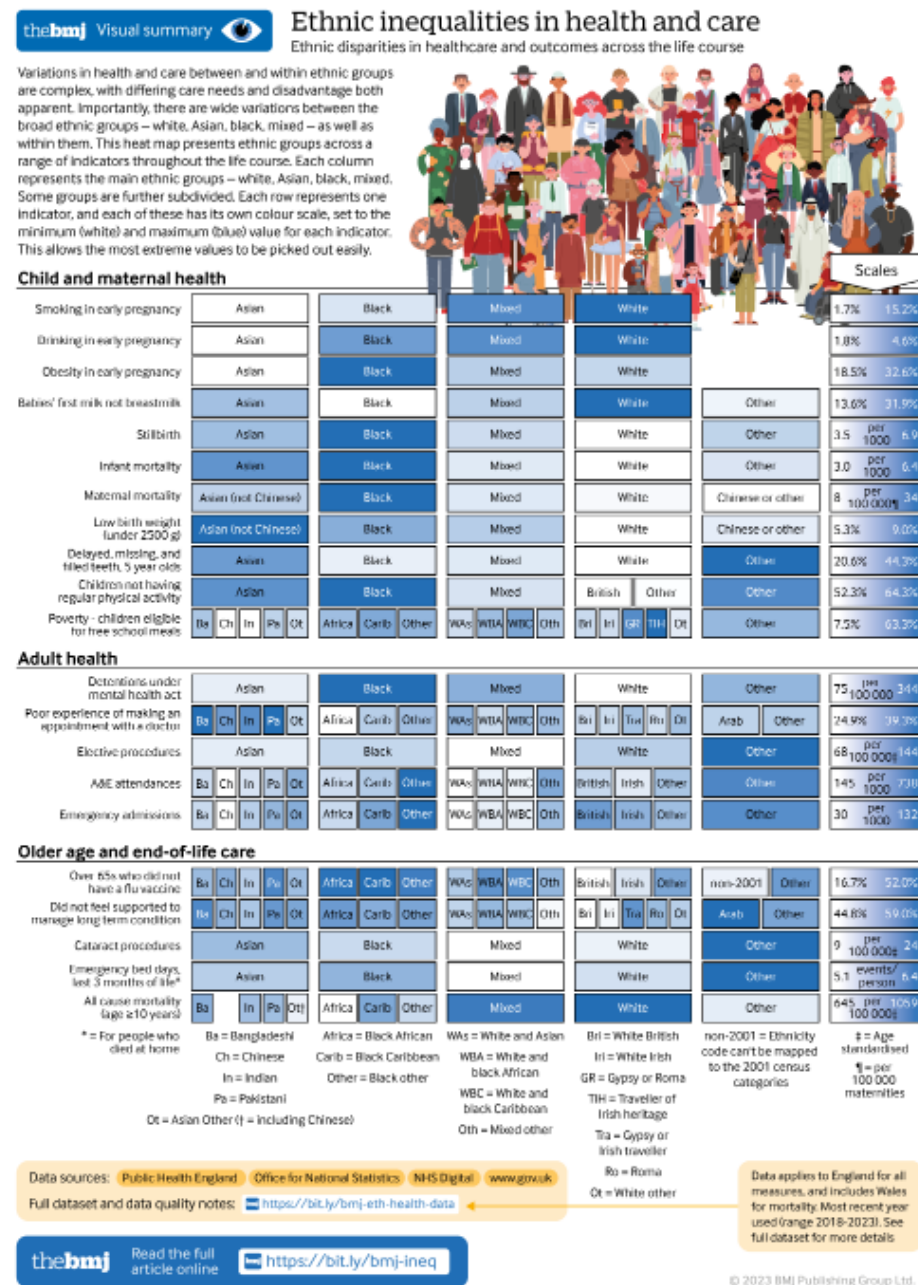 thebmj Visual summary
Ethnic inequalities in health and care
Ethnic disparities in healthcare and outcomes across the life course
Variations in health and care between and within ethnic groups
are complex, with differing care needs and disadvantage both
apparent. Importantly, there are wide variations between the
broad ethnic groups – white, Asian, black, mixed – as well as
within them. This heat map presents ethnic groups across a
range of indicators throughout the life course. Each column
represents the main ethnic groups – white, Asian, black, mixed.
Some groups are further subdivided. Each row represents one
indicator, and each of these has its own colour scale, set to the
minimum (white) and maximum (blue) value for each indicator.
This allows the most extreme values to be picked out easily.
Scales
Child and maternal health
Smoking in early pregnancy Asian Black Mixed White 1.7% 15.2%
Drinking in early pregnancy Asian Black Mixed White 1.8% 4.6%
Obesity in early pregnancy Asian Black Mixed White 18.5% 32.6%
Babies' first milk not breastmilk Asian Black Mixed White Other 13.6% 31.9%
Stillbirth Asian Black Mixed White Other 3.5 per 1000 6.9
Infant mortality Asian Black Mixed White Other 3.0 per 1000 6.4
Maternal mortality Asian (not Chinese) Black Mixed White Chinese or other 8 per 100 000¶ 34
Low birth weight
(under 2500 g) Asian (not Chinese) Black Mixed White Chinese or other 5.3% 9.0%
Delayed, missing, and
filled teeth, 5 year olds Asian Black Mixed White Other 20.6% 44.3%
Children not having
regular physical activity Asian Black Mixed British Other Other 52.3% 64.3%
Poverty - children eligible
for free school meals Ba Ch In Pa Ot Africa Carib Other WAs WBA WBC Oth Bri Iri GR TIH Ot Other 7.5% 63.3%
Adult health
Detentions under
mental health act Asian Black Mixed White Other 75 per 100 000 344
Poor experience of making an
appointment with a doctor Ba Ch In Pa Ot Africa Carib Other WAs WBA WBC Oth Bri Iri Tra Ro Ot Arab Other 24.9% 39.3%
Elective procedures Asian Black Mixed White Other 68 per 100 000‡ 144
A&E attendances Ba Ch In Pa Ot Africa Carib Other WAs WBA WBC Oth British Irish Other Other 145 per 1000 738
Emergency admissions Ba Ch In Pa Ot Africa Carib Other WAs WBA WBC Oth British Irish Other Other 30 per 1000 132
Older age and end-of-life care
Over 65s who did not
have a flu vaccine Ba Ch In Pa Ot Africa Carib Other WAs WBA WBC Oth British Irish Other non-2001 Other 16.7% 52.0%
Did not feel supported to
manage long term condition Ba Ch In Pa Ot Africa Carib Other WAs WBA WBC Oth Bri Iri Tra Ro Ot Arab Other 44.8% 59.0%
Cataract procedures Asian Black Mixed White Other 9 per 100 000‡ 24
Emergency bed days,
last 3 months of life* Asian Black Mixed White Other 5.1 events/person 6.4
All cause mortality
(age ≥10 years) Ba In Pa Ot† Africa Carib Other Mixed White Other 645 per 100 000‡ 1059
* = For people who
died at home
Ba = Bangladeshi
Ch = Chinese
In = Indian
Pa = Pakistani
Ot = Asian Other († = including Chinese)
Africa = Black African
Carib = Black Caribbean
Other = Black other
WAs = White and Asian
WBA = White and
black African
WBC = White and
black Caribbean
Oth = Mixed other
Bri = White British
Iri = White Irish
GR = Gypsy or Roma
TIH = Traveller of
Irish heritage
Tra = Gypsy or
Irish traveller
Ro = Roma
Ot = White other
non-2001 = Ethnicity
code can't be mapped
to the 2001 census
categories
‡ = Age
standardised
¶ = per
100 000
maternities
Data sources: Public Health England Office for National Statistics NHS Digital www.gov.uk
Full dataset and data quality notes: https://bit.ly/bmj-eth-health-data
Data applies to England for all
measures, and includes Wales
for mortality. Most recent year
used (range 2018-2023). See
full dataset for more details
thebmj Read the full
article online https://bit.ly/bmj-ineq
© 2023 BMJ Publishing Group Ltd.